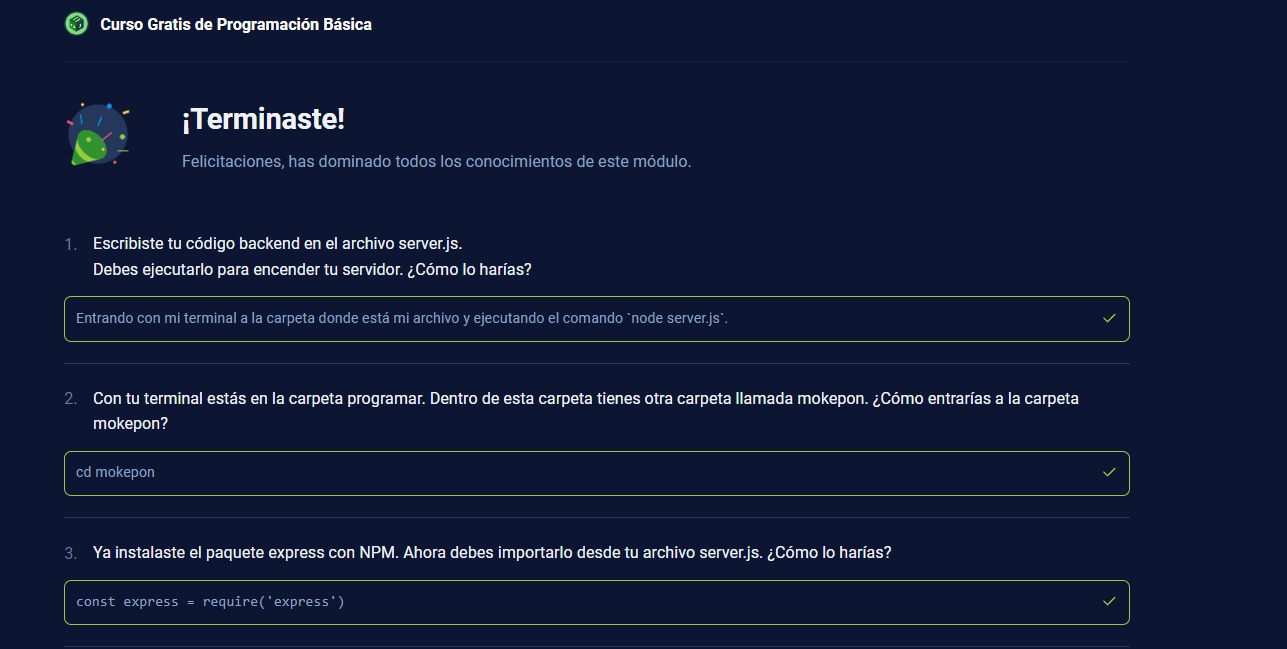 Curso Gratis de Programación Básica
¡Terminaste!
Felicitaciones, has dominado todos los conocimientos de este módulo.
1. Escribiste tu código backend en el archivo server.js.
Debes ejecutarlo para encender tu servidor. ¿Cómo lo harías?
Entrando con mi terminal a la carpeta donde está mi archivo y ejecutando el comando `node server.js`.
2. Con tu terminal estás en la carpeta programar. Dentro de esta carpeta tienes otra carpeta llamada mokepon. ¿Cómo entrarías a la carpeta
mokepon?
cd mokepon
3. Ya instalaste el paquete express con NPM. Ahora debes importarlo desde tu archivo server.js. ¿Cómo lo harías?
const express = require('express')